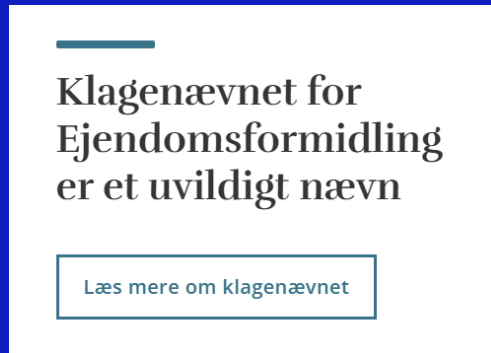 Klagenævnet for
Ejendomsformidling
er et uvildigt nævn
Læs mere om klagenævnet